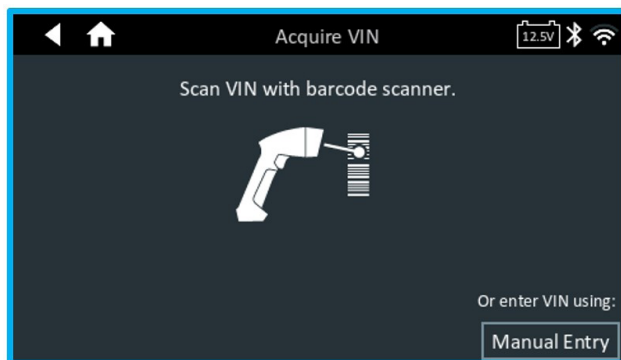 Acquire VIN
12.5V
Scan VIN with barcode scanner.
Or enter VIN using:
Manual Entry